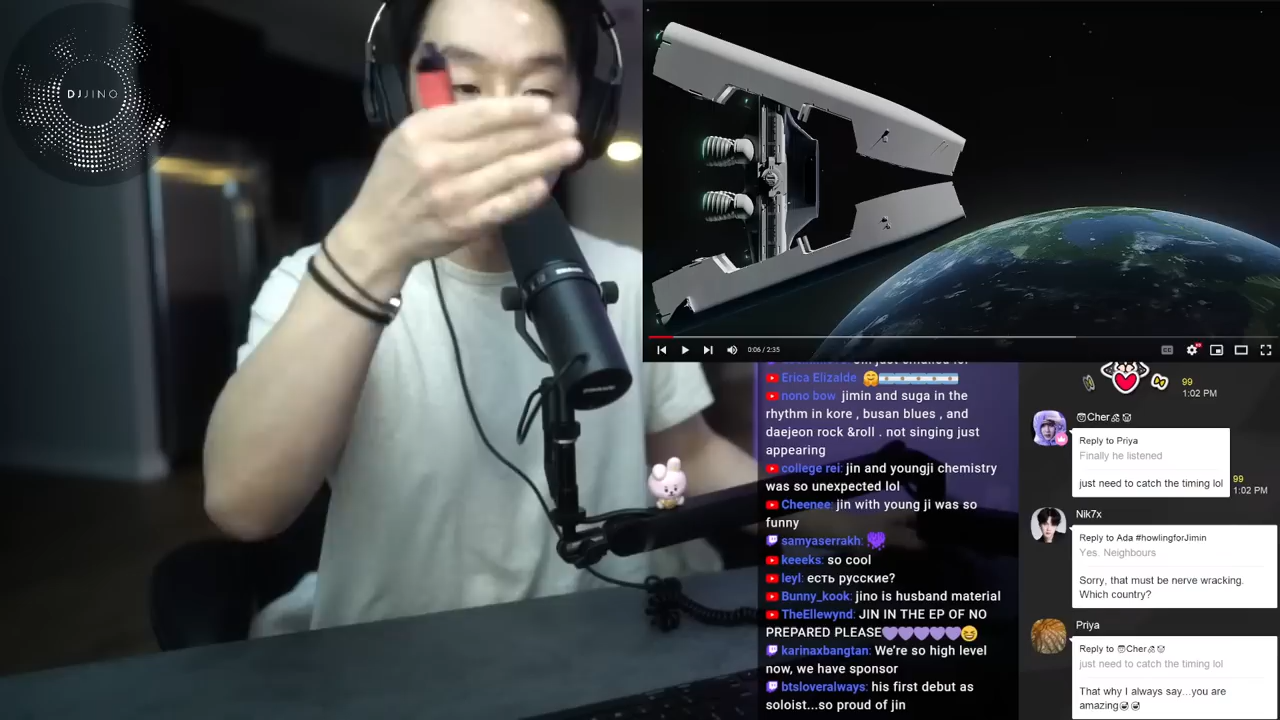 DJJINO
0:06 / 2:35
CC
Erica Elizalde
nono bow jimin and suga in the
rhythm in kore , busan blues , and
daejeon rock &roll . not singing just
appearing
college rei: jin and youngji chemistry
was so unexpected lol
Cheenee: jin with young ji was so
funny
samyaserrakh:
keeeks: so cool
leyl: есть русские?
Bunny_kook: jino is husband material
TheEllewynd: JIN IN THE EP OF NO
PREPARED PLEASE💜💜💜💜💜😆
karinaxbangtan: We're so high level
now, we have sponsor
btsloveralways: his first debut as
soloist...so proud of jin
99
1:02 PM
Cher
Reply to Priya
Finally he listened
just need to catch the timing lol
99
1:02 PM
Nik7x
Reply to Ada #howlingforJimin
Yes. Neighbours
Sorry, that must be nerve wracking.
Which country?
Priya
Reply to Cher
just need to catch the timing lol
That why I always say...you are
amazing